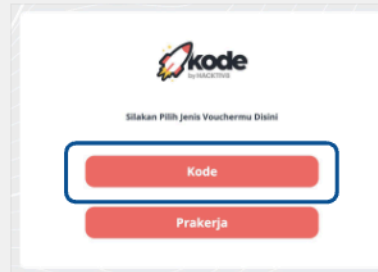 kode
by HACKTIV8
Silakan Pilih Jenis Vouchermu Disini
Kode
Prakerja